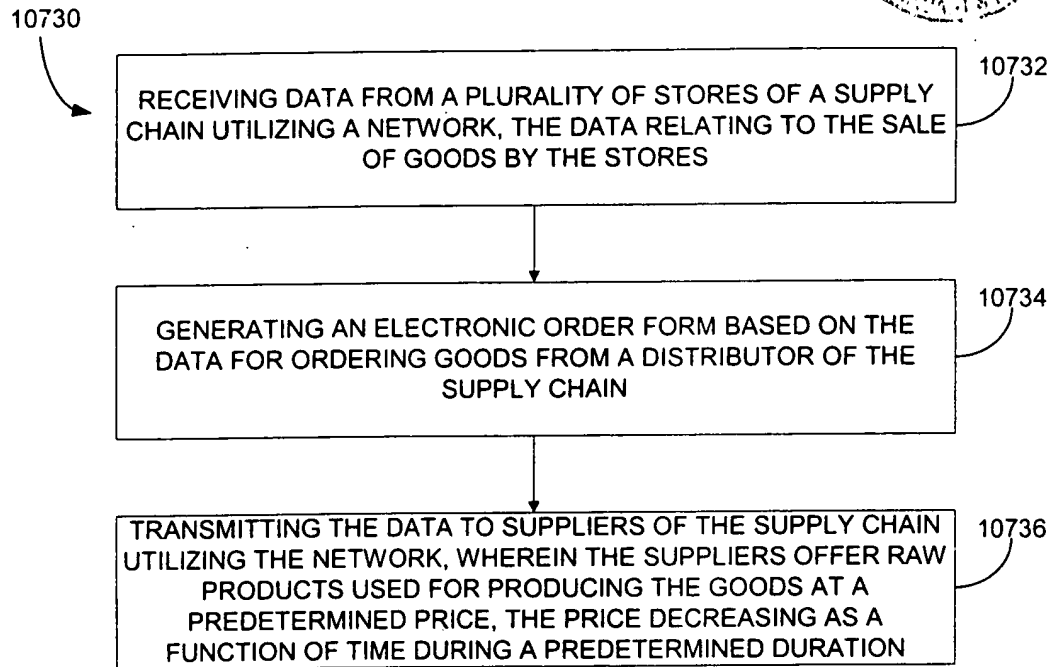 10730
10732
RECEIVING DATA FROM A PLURALITY OF STORES OF A SUPPLY
CHAIN UTILIZING A NETWORK, THE DATA RELATING TO THE SALE
OF GOODS BY THE STORES
10734
GENERATING AN ELECTRONIC ORDER FORM BASED ON THE
DATA FOR ORDERING GOODS FROM A DISTRIBUTOR OF THE
SUPPLY CHAIN
10736
TRANSMITTING THE DATA TO SUPPLIERS OF THE SUPPLY CHAIN
UTILIZING THE NETWORK, WHEREIN THE SUPPLIERS OFFER RAW
PRODUCTS USED FOR PRODUCING THE GOODS AT A
PREDETERMINED PRICE, THE PRICE DECREASING AS A
FUNCTION OF TIME DURING A PREDETERMINED DURATION